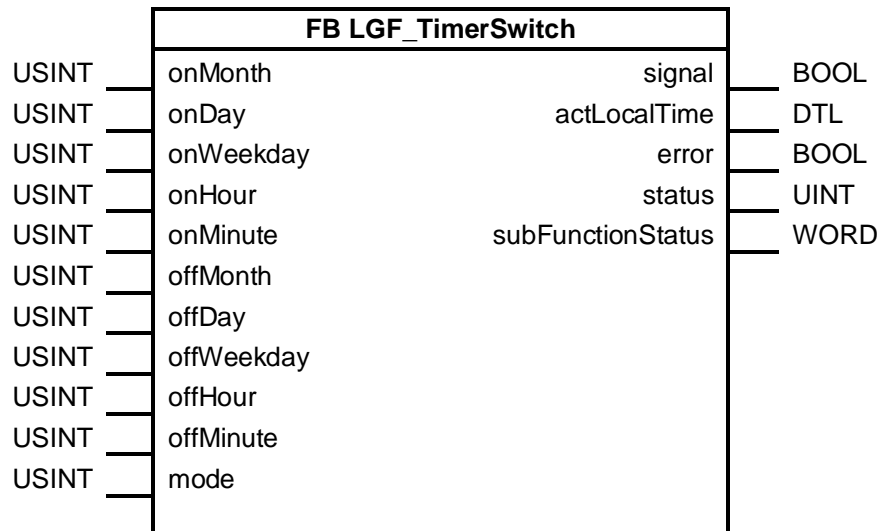 FB LGF_TimerSwitch
USINT onMonth signal BOOL
USINT onDay actLocalTime DTL
USINT onWeekday error BOOL
USINT onHour status UINT
USINT onMinute subFunctionStatus WORD
USINT offMonth
USINT offDay
USINT offWeekday
USINT offHour
USINT offMinute
USINT mode